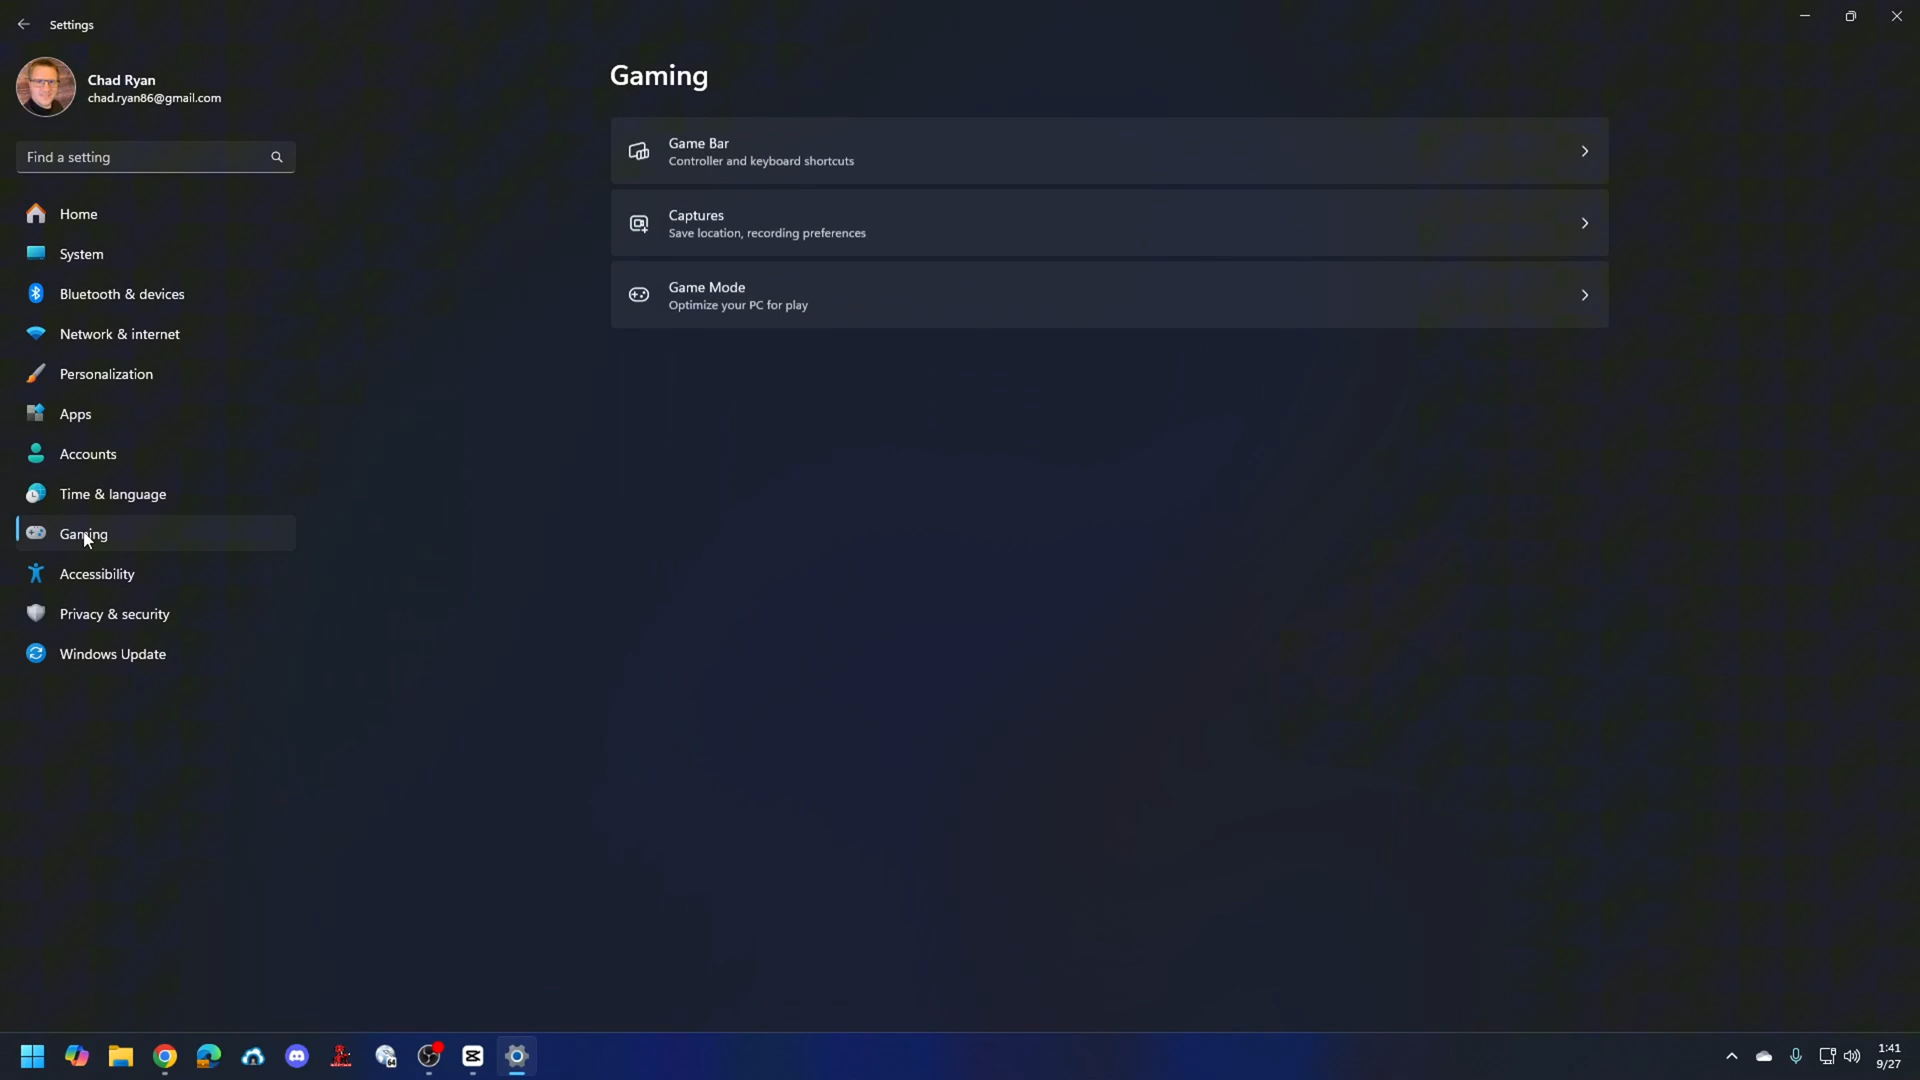 Settings
Chad Ryan
chad.ryan86@gmail.com
Find a setting
Home
System
Bluetooth & devices
Network & internet
Personalization
Apps
Accounts
Time & language
Gaming
Accessibility
Privacy & security
Windows Update
Gaming
Game Bar
Controller and keyboard shortcuts
Captures
Save location, recording preferences
Game Mode
Optimize your PC for play
1:41
9/27